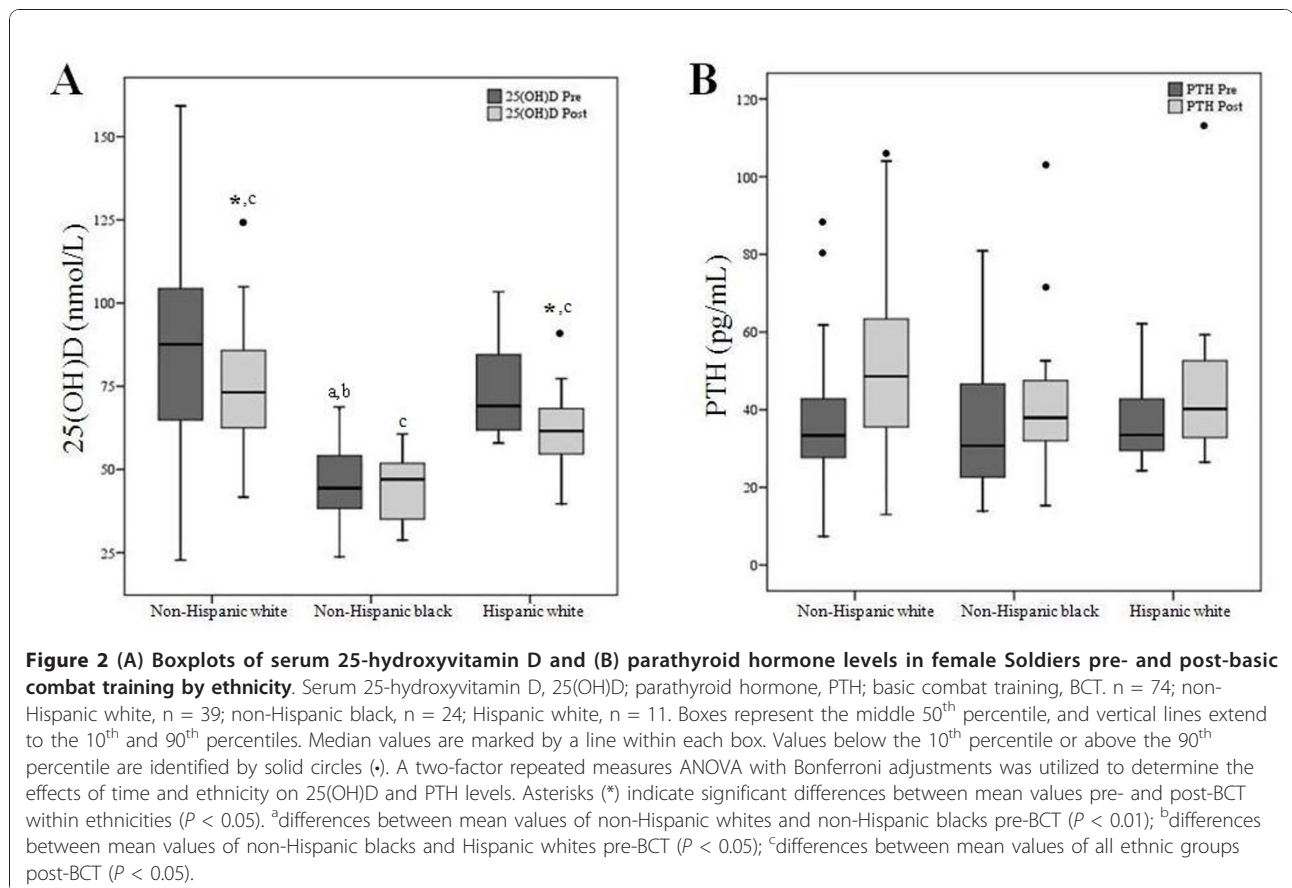 A
B
25(OH)D Pre
25(OH)D Post
PTH Pre
PTH Post
25(OH)D (nmol/L)
150
125
100
75
50
25
*,c
a,b
c
*,c
Non-Hispanic white
Non-Hispanic black
Hispanic white
PTH (pg/mL)
120
100
80
60
40
20
0
Non-Hispanic white
Non-Hispanic black
Hispanic white
Figure 2 (A) Boxplots of serum 25-hydroxyvitamin D and (B) parathyroid hormone levels in female Soldiers pre- and post-basic
combat training by ethnicity. Serum 25-hydroxyvitamin D, 25(OH)D; parathyroid hormone, PTH; basic combat training, BCT. n = 74; non-
Hispanic white, n = 39; non-Hispanic black, n = 24; Hispanic white, n = 11. Boxes represent the middle 50th percentile, and vertical lines extend
to the 10th and 90th percentiles. Median values are marked by a line within each box. Values below the 10th percentile or above the 90th
percentile are identified by solid circles (•). A two-factor repeated measures ANOVA with Bonferroni adjustments was utilized to determine the
effects of time and ethnicity on 25(OH)D and PTH levels. Asterisks (*) indicate significant differences between mean values pre- and post-BCT
within ethnicities (P < 0.05). adifferences between mean values of non-Hispanic whites and non-Hispanic blacks pre-BCT (P < 0.01); bdifferences
between mean values of non-Hispanic blacks and Hispanic whites pre-BCT (P < 0.05); cdifferences between mean values of all ethnic groups
post-BCT (P < 0.05).